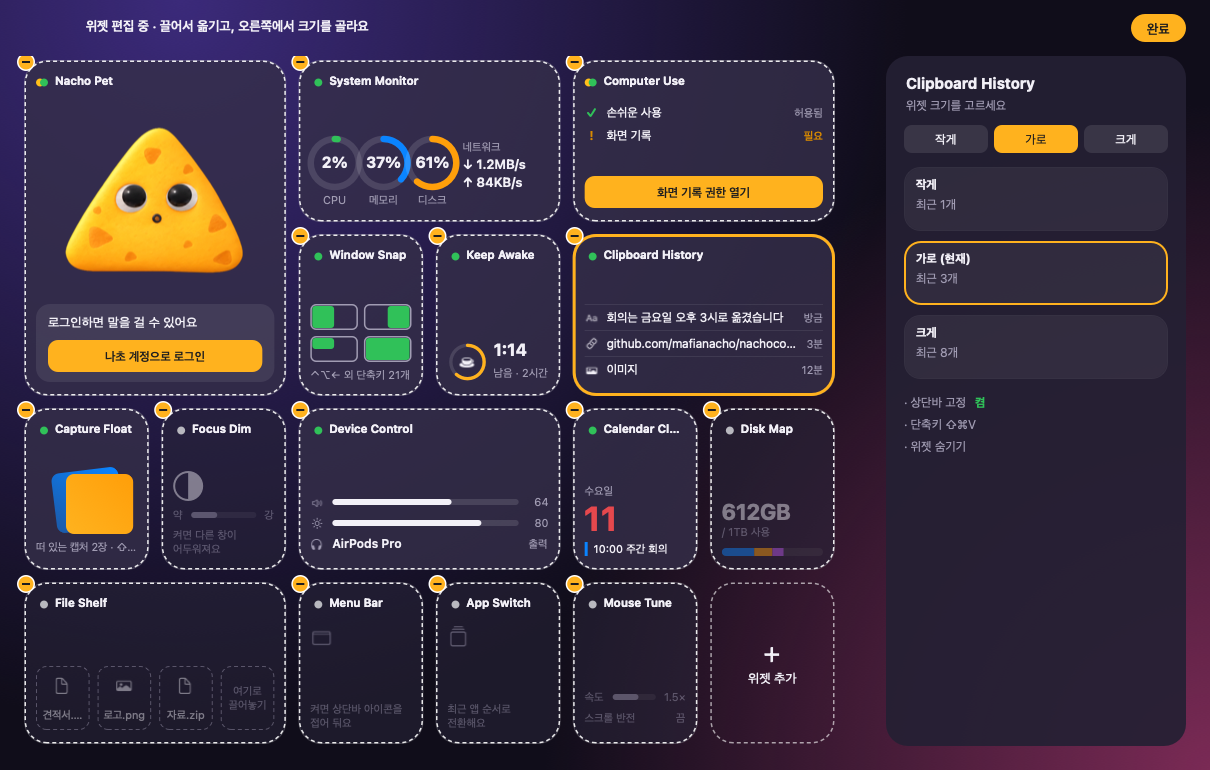 위젯 편집 중 · 끌어서 옮기고, 오른쪽에서 크기를 골라요
완료
Nacho Pet
로그인하면 말을 걸 수 있어요
나초 계정으로 로그인
System Monitor
2%
37%
61%
CPU
메모리
디스크
네트워크
↓ 1.2MB/s
↑ 84KB/s
Computer Use
손쉬운 사용 허용됨
! 화면 기록 필요
화면 기록 권한 열기
Window Snap
^⌥← 외 단축키 21개
Keep Awake
1:14
남음 · 2시간
Clipboard History
Aa 회의는 금요일 오후 3시로 옮겼습니다 방금
github.com/mafianacho/nachoco... 3분
이미지 12분
Capture Float
떠 있는 캡처 2장 · ⇧...
Focus Dim
약 강
켜면 다른 창이
어두워져요
Device Control
64
80
AirPods Pro 출력
Calendar Cl...
수요일
11
10:00 주간 회의
Disk Map
612GB
/ 1TB 사용
File Shelf
견적서....
로고.png
자료.zip
여기로
끌어놓기
Menu Bar
켜면 상단바 아이콘을
접어 둬요
App Switch
최근 앱 순서로
전환해요
Mouse Tune
속도 1.5×
스크롤 반전 끔
+
위젯 추가
Clipboard History
위젯 크기를 고르세요
작게
가로
크게
작게
최근 1개
가로 (현재)
최근 3개
크게
최근 8개
· 상단바 고정 켬
· 단축키 ⇧⌘V
· 위젯 숨기기